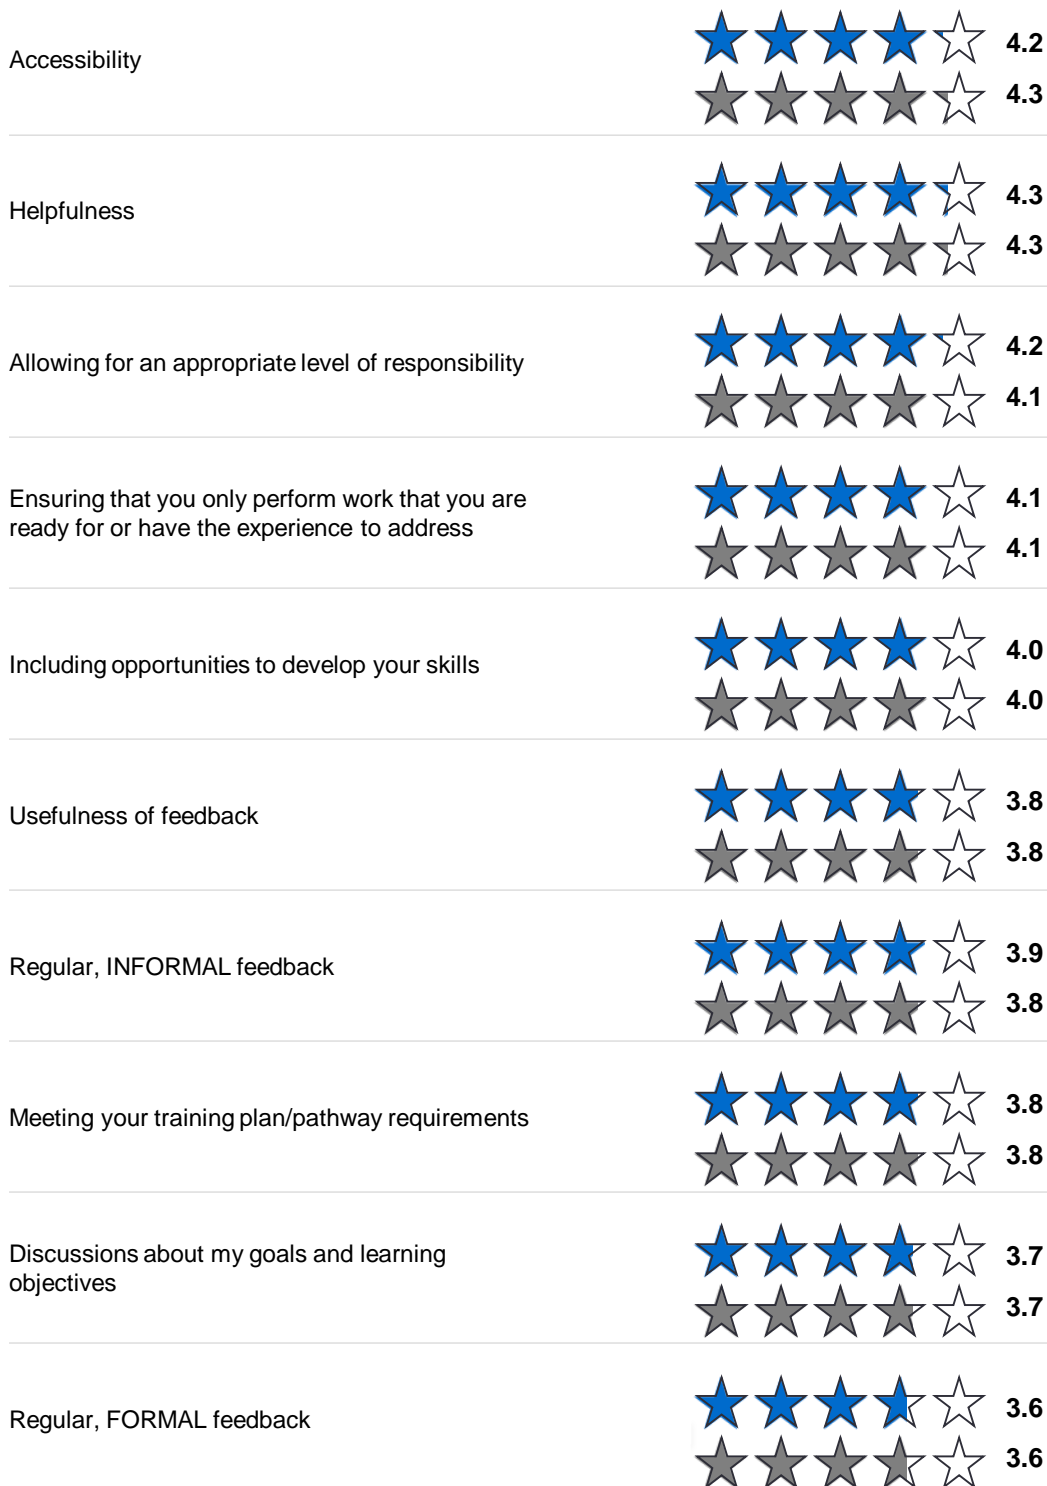 Accessibility
4.2
4.3
Helpfulness
4.3
4.3
Allowing for an appropriate level of responsibility
4.2
4.1
Ensuring that you only perform work that you are
ready for or have the experience to address
4.1
4.1
Including opportunities to develop your skills
4.0
4.0
Usefulness of feedback
3.8
3.8
Regular, INFORMAL feedback
3.9
3.8
Meeting your training plan/pathway requirements
3.8
3.8
Discussions about my goals and learning
objectives
3.7
3.7
Regular, FORMAL feedback
3.6
3.6